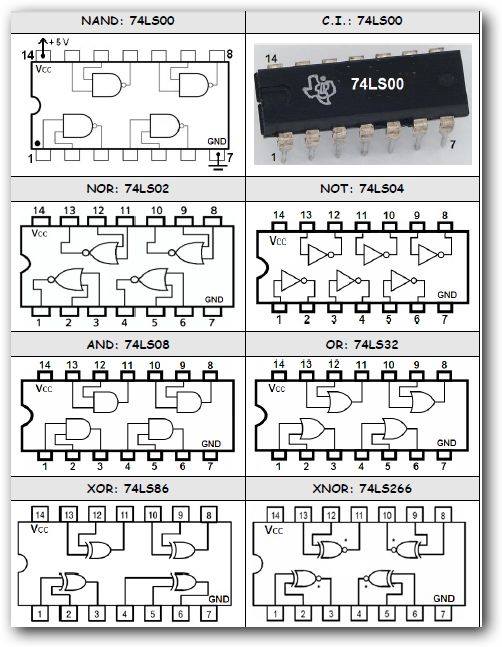 NAND: 74LS00
C.I.: 74LS00
+5V
14 8
Vcc
GND
1 7
14
74LS00
1 7
NOR: 74LS02
NOT: 74LS04
14 13 12 11 10 9 8
Vcc
GND
1 2 3 4 5 6 7
14 13 12 11 10 9 8
Vcc
GND
1 2 3 4 5 6 7
AND: 74LS08
OR: 74LS32
14 13 12 11 10 9 8
Vcc
GND
1 2 3 4 5 6 7
14 13 12 11 10 9 8
Vcc
GND
1 2 3 4 5 6 7
XOR: 74LS86
XNOR: 74LS266
14 13 12 11 10 9 8
Vcc
1 2 3 4 5 6 7
14 13 12 11 10 9 8
Vcc
* *
* *
1 2 3 4 5 6 7